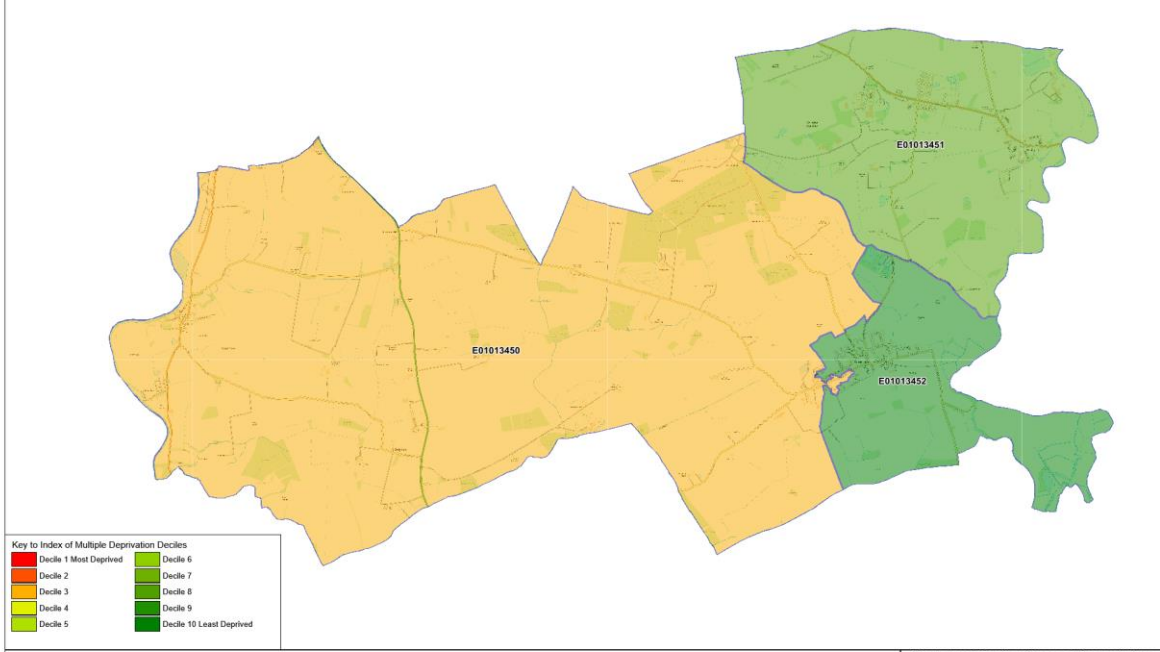 E01013451
E01013450
E01013452
Key to Index of Multiple Deprivation Deciles
Decile 1 Most Deprived
Decile 2
Decile 3
Decile 4
Decile 5
Decile 6
Decile 7
Decile 8
Decile 9
Decile 10 Least Deprived